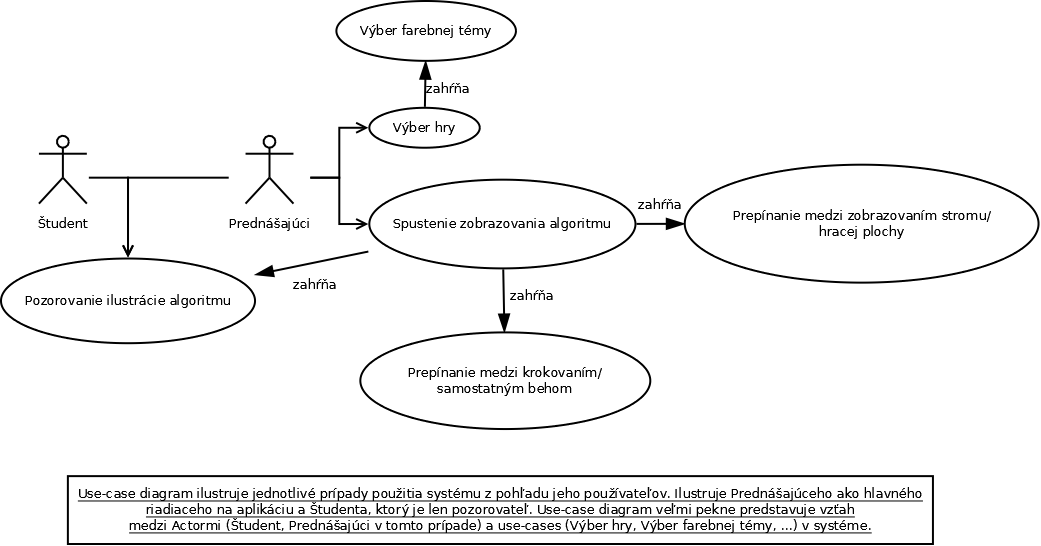 Výber farebnej témy
zahŕňa
Výber hry
Študent
Prednášajúci
Spustenie zobrazovania algoritmu
zahŕňa
Prepínanie medzi zobrazovaním stromu/
hracej plochy
zahŕňa
Pozorovanie ilustrácie algoritmu
zahŕňa
Prepínanie medzi krokovaním/
samostatným behom
Use-case diagram ilustruje jednotlivé prípady použitia systému z pohľadu jeho používateľov. Ilustruje Prednášajúceho ako hlavného
riadiaceho na aplikáciu a Študenta, ktorý je len pozorovateľ. Use-case diagram veľmi pekne predstavuje vzťah
medzi Actormi (Študent, Prednášajúci v tomto prípade) a use-cases (Výber hry, Výber farebnej témy, ...) v systéme.